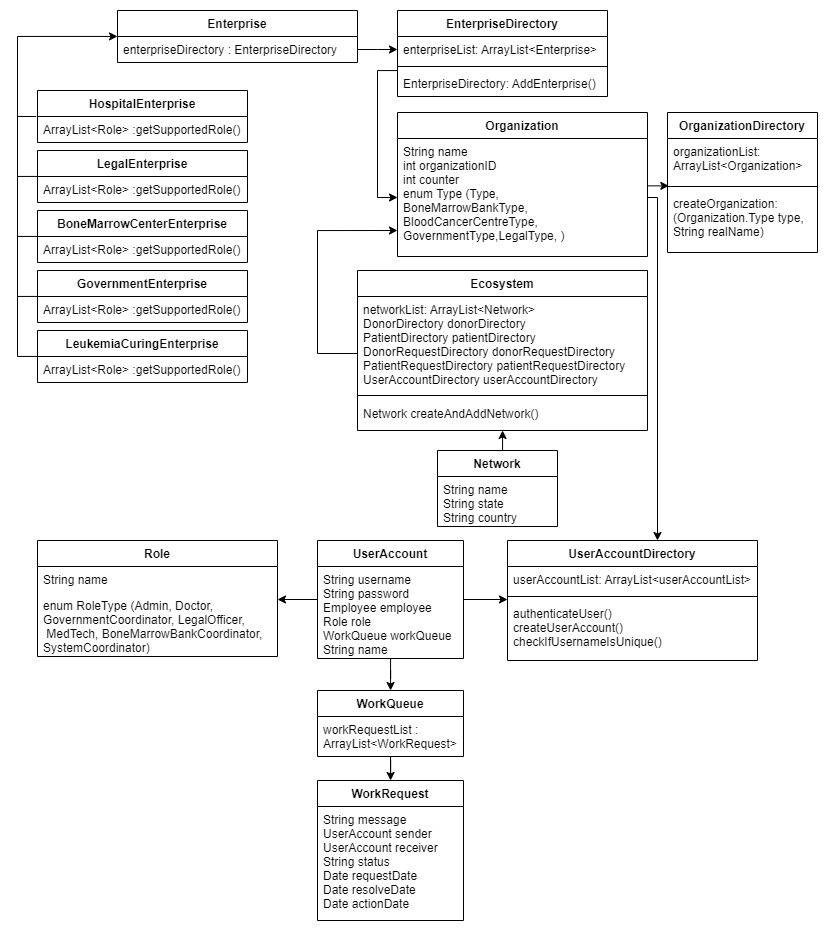 Enterprise
enterpriseDirectory : EnterpriseDirectory
EnterpriseDirectory
enterpriseList: ArrayList<Enterprise>
EnterpriseDirectory: AddEnterprise()
HospitalEnterprise
ArrayList<Role> :getSupportedRole()
LegalEnterprise
ArrayList<Role> :getSupportedRole()
BoneMarrowCenterEnterprise
ArrayList<Role> :getSupportedRole()
GovernmentEnterprise
ArrayList<Role> :getSupportedRole()
LeukemiaCuringEnterprise
ArrayList<Role> :getSupportedRole()
Organization
String name
int organizationID
int counter
enum Type (Type,
BoneMarrowBankType,
BloodCancerCentreType,
GovernmentType,LegalType, )
OrganizationDirectory
organizationList:
ArrayList<Organization>
createOrganization:
(Organization.Type type,
String realName)
Ecosystem
networkList: ArrayList<Network>
DonorDirectory donorDirectory
PatientDirectory patientDirectory
DonorRequestDirectory donorRequestDirectory
PatientRequestDirectory patientRequestDirectory
UserAccountDirectory userAccountDirectory
Network createAndAddNetwork()
Network
String name
String state
String country
Role
String name
enum RoleType (Admin, Doctor,
GovernmentCoordinator, LegalOfficer,
MedTech, BoneMarrowBankCoordinator,
SystemCoordinator)
UserAccount
String username
String password
Employee employee
Role role
WorkQueue workQueue
String name
UserAccountDirectory
userAccountList: ArrayList<userAccountList>
authenticateUser()
createUserAccount()
checkIfUsernameIsUnique()
WorkQueue
workRequestList :
ArrayList<WorkRequest>
WorkRequest
String message
UserAccount sender
UserAccount receiver
String status
Date requestDate
Date resolveDate
Date actionDate